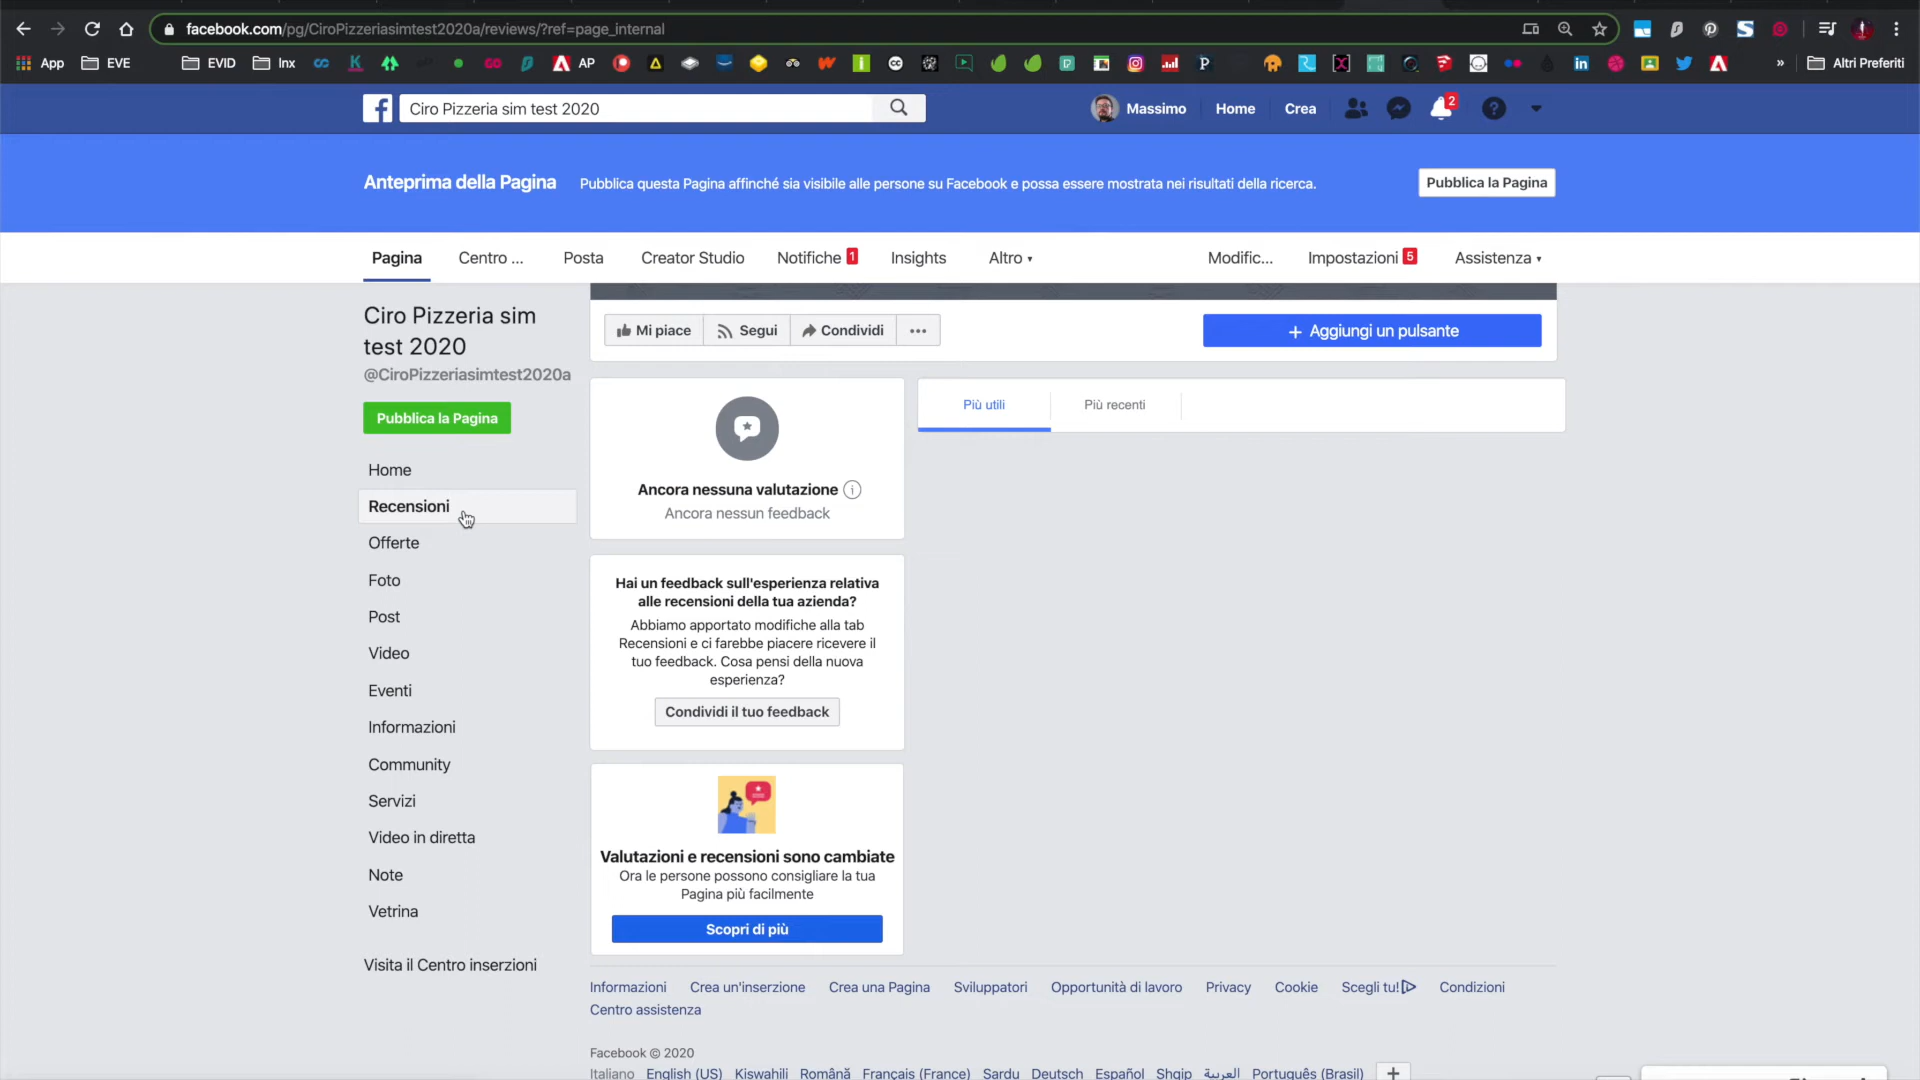 facebook.com/pg/CiroPizzeriasimtest2020a/reviews/?ref=page_internal
App EVE EVID Inx AP Altri Preferiti
Ciro Pizzeria sim test 2020
Massimo Home Crea 2
Anteprima della Pagina Pubblica questa Pagina affinché sia visibile alle persone su Facebook e possa essere mostrata nei risultati della ricerca. Pubblica la Pagina
Pagina Centro ... Posta Creator Studio Notifiche 1 Insights Altro Modific... Impostazioni 5 Assistenza
Ciro Pizzeria sim
test 2020
@CiroPizzeriasimtest2020a
Pubblica la Pagina
Home
Recensioni
Offerte
Foto
Post
Video
Eventi
Informazioni
Community
Servizi
Video in diretta
Note
Vetrina
Visita il Centro inserzioni
Mi piace Segui Condividi ••• + Aggiungi un pulsante
Ancora nessuna valutazione i
Ancora nessun feedback
Più utili Più recenti
Hai un feedback sull'esperienza relativa
alle recensioni della tua azienda?
Abbiamo apportato modifiche alla tab
Recensioni e ci farebbe piacere ricevere il
tuo feedback. Cosa pensi della nuova
esperienza?
Condividi il tuo feedback
Valutazioni e recensioni sono cambiate
Ora le persone possono consigliare la tua
Pagina più facilmente
Scopri di più
Informazioni Crea un'inserzione Crea una Pagina Sviluppatori Opportunità di lavoro Privacy Cookie Scegli tu! Condizioni
Centro assistenza
Facebook © 2020
Italiano English (US) Kiswahili Română Français (France) Sardu Deutsch Español Shqip العربية Português (Brasil) +